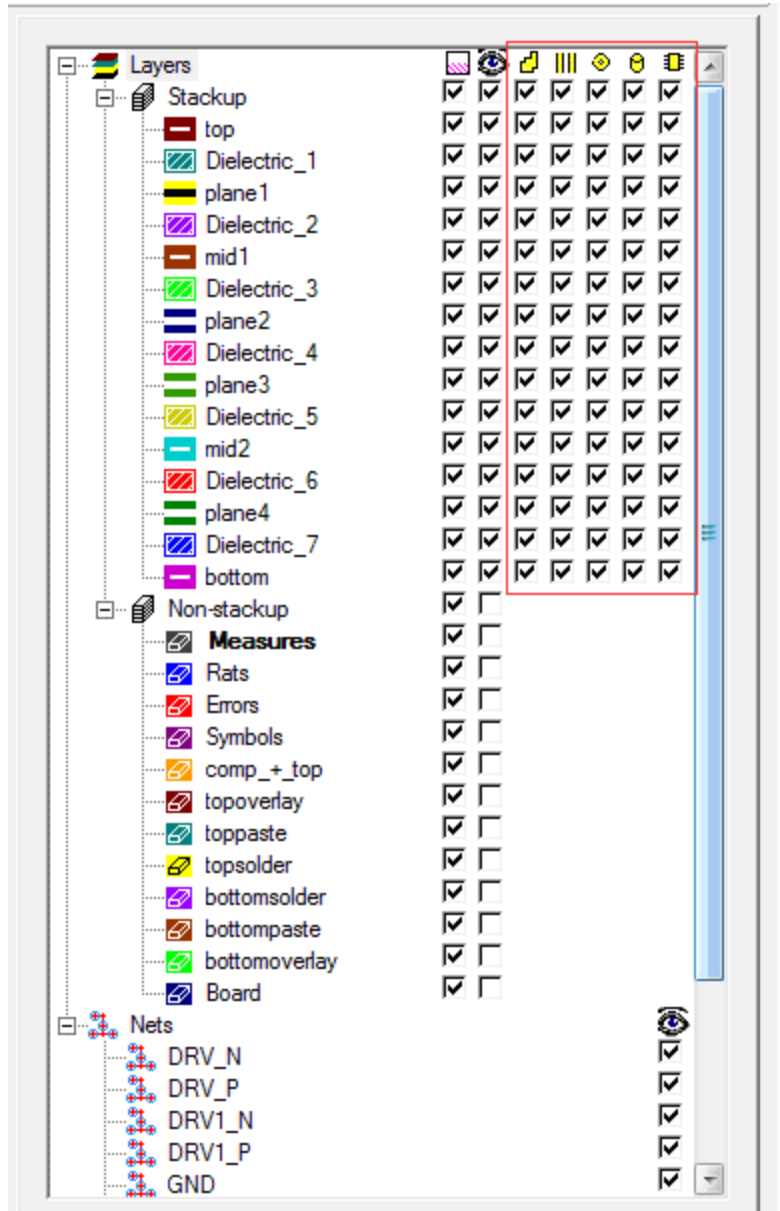 Layers
Stackup
top
Dielectric_1
plane1
Dielectric_2
mid1
Dielectric_3
plane2
Dielectric_4
plane3
Dielectric_5
mid2
Dielectric_6
plane4
Dielectric_7
bottom
Non-stackup
Measures
Rats
Errors
Symbols
comp_+_top
topoverlay
toppaste
topsolder
bottomsolder
bottompaste
bottomoverlay
Board
Nets
DRV_N
DRV_P
DRV1_N
DRV1_P
GND